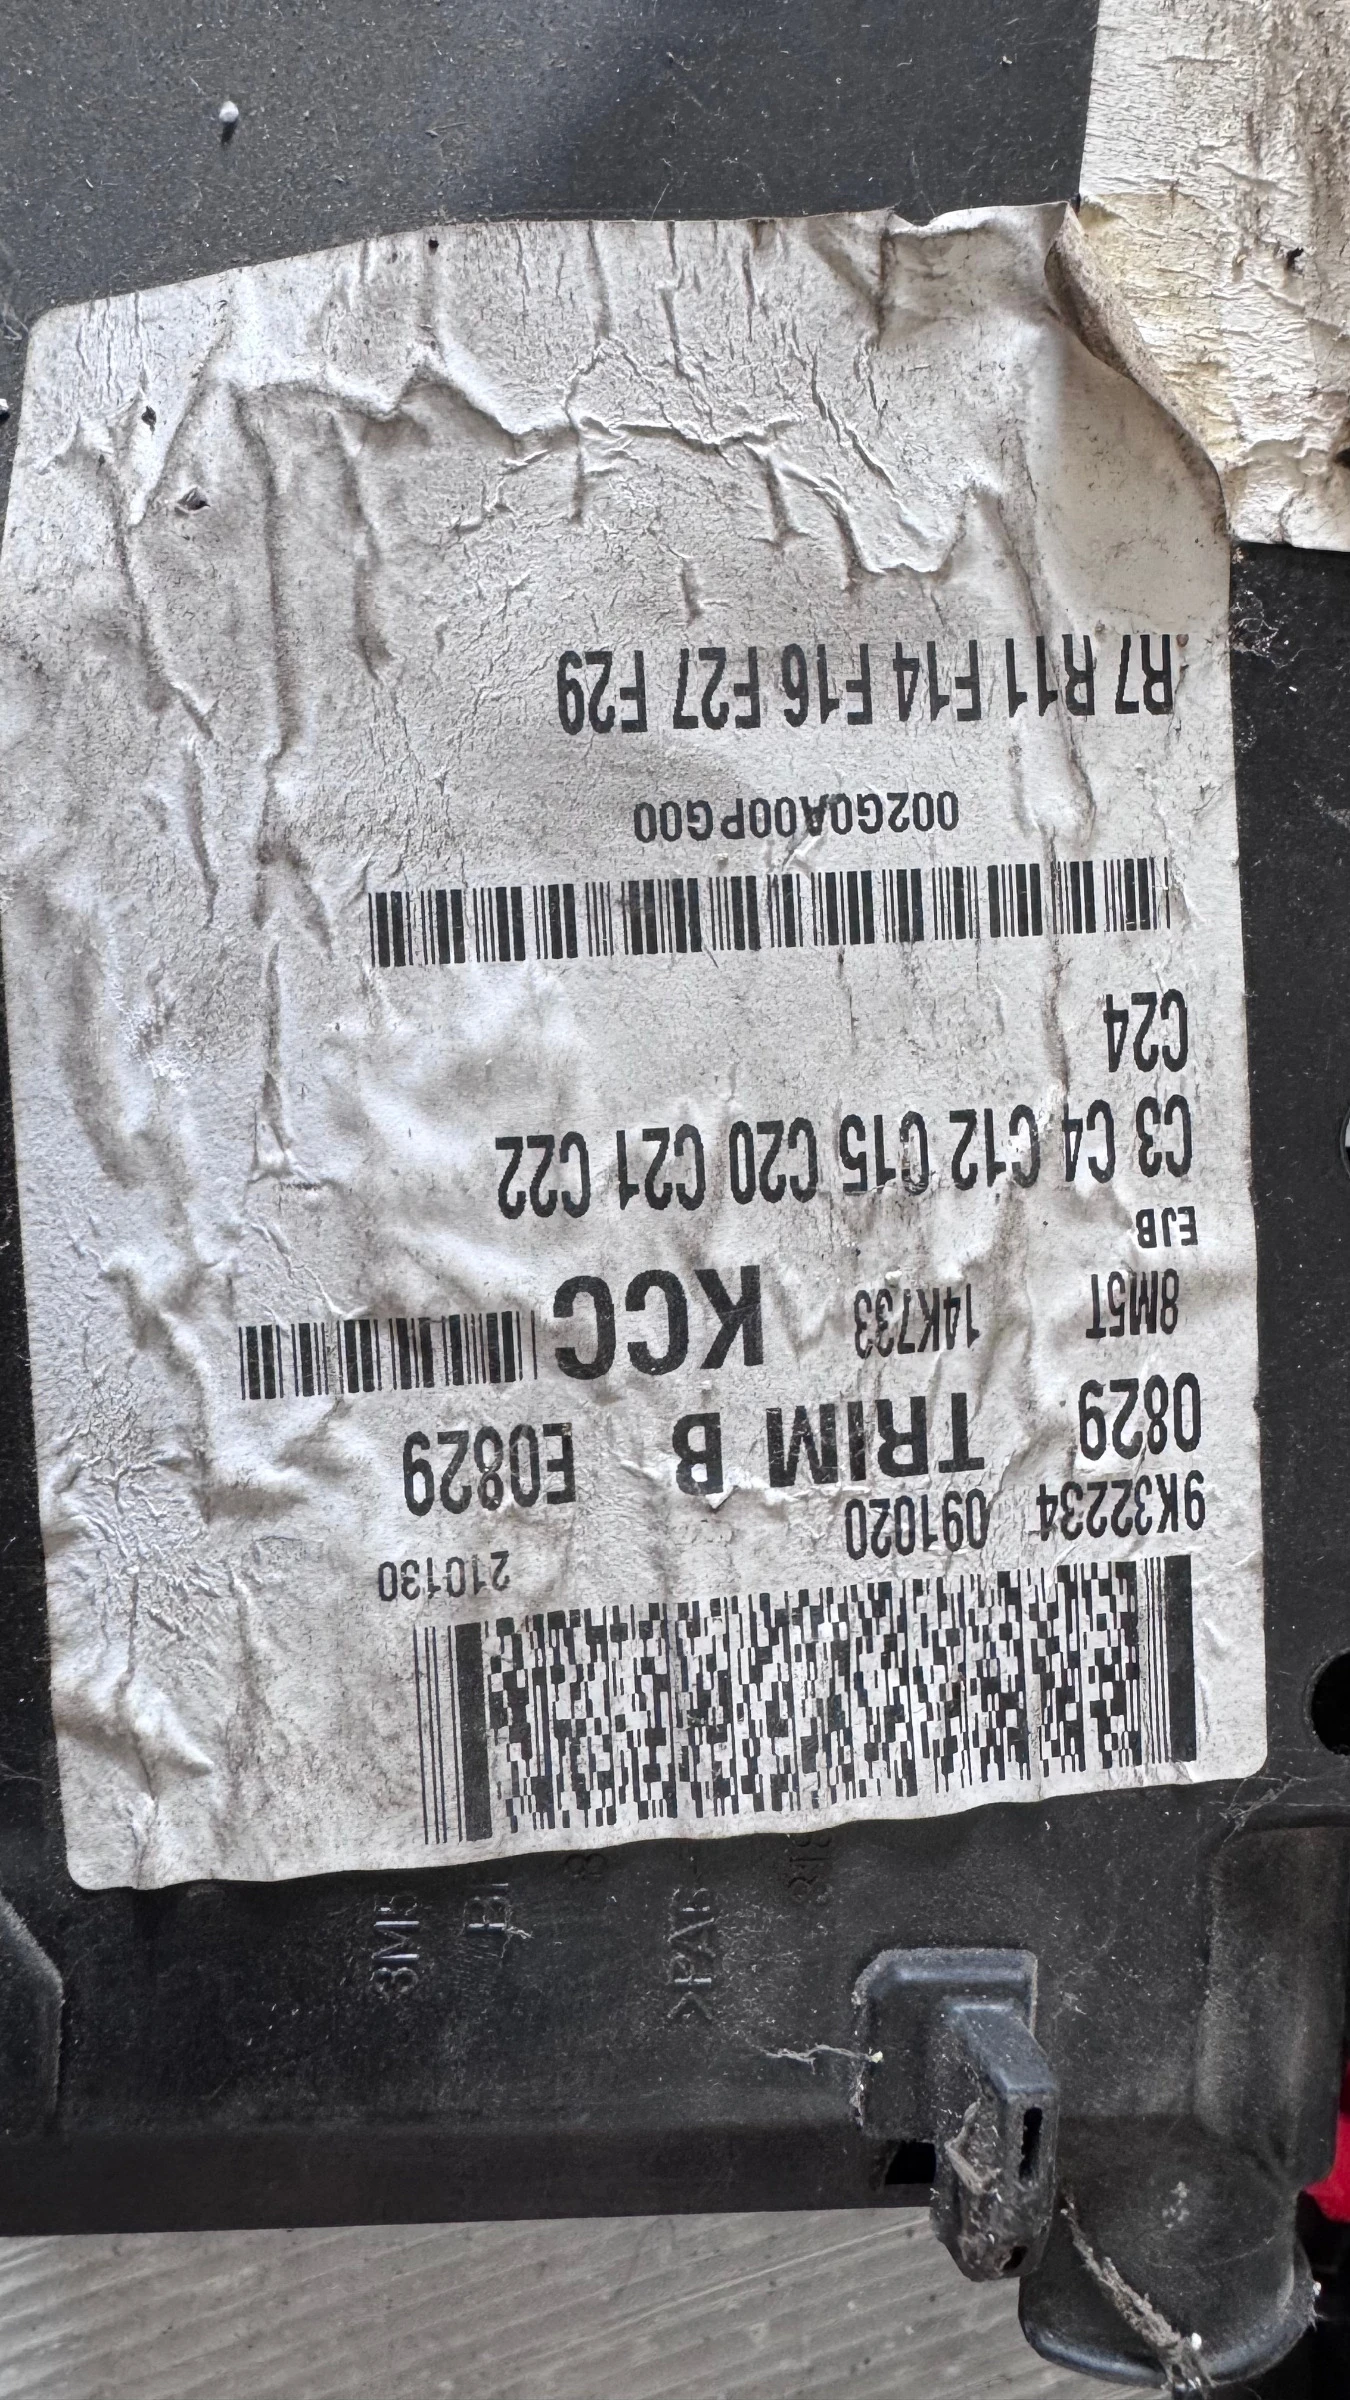 210130
9K32234 091020
0829 TRIM B E0829
8M5T 14K733 KCC
EJB
C3 C4 C12 C15 C20 C21 C22
C24
002G0A00PG00
R7 R11 F14 F16 F27 F29